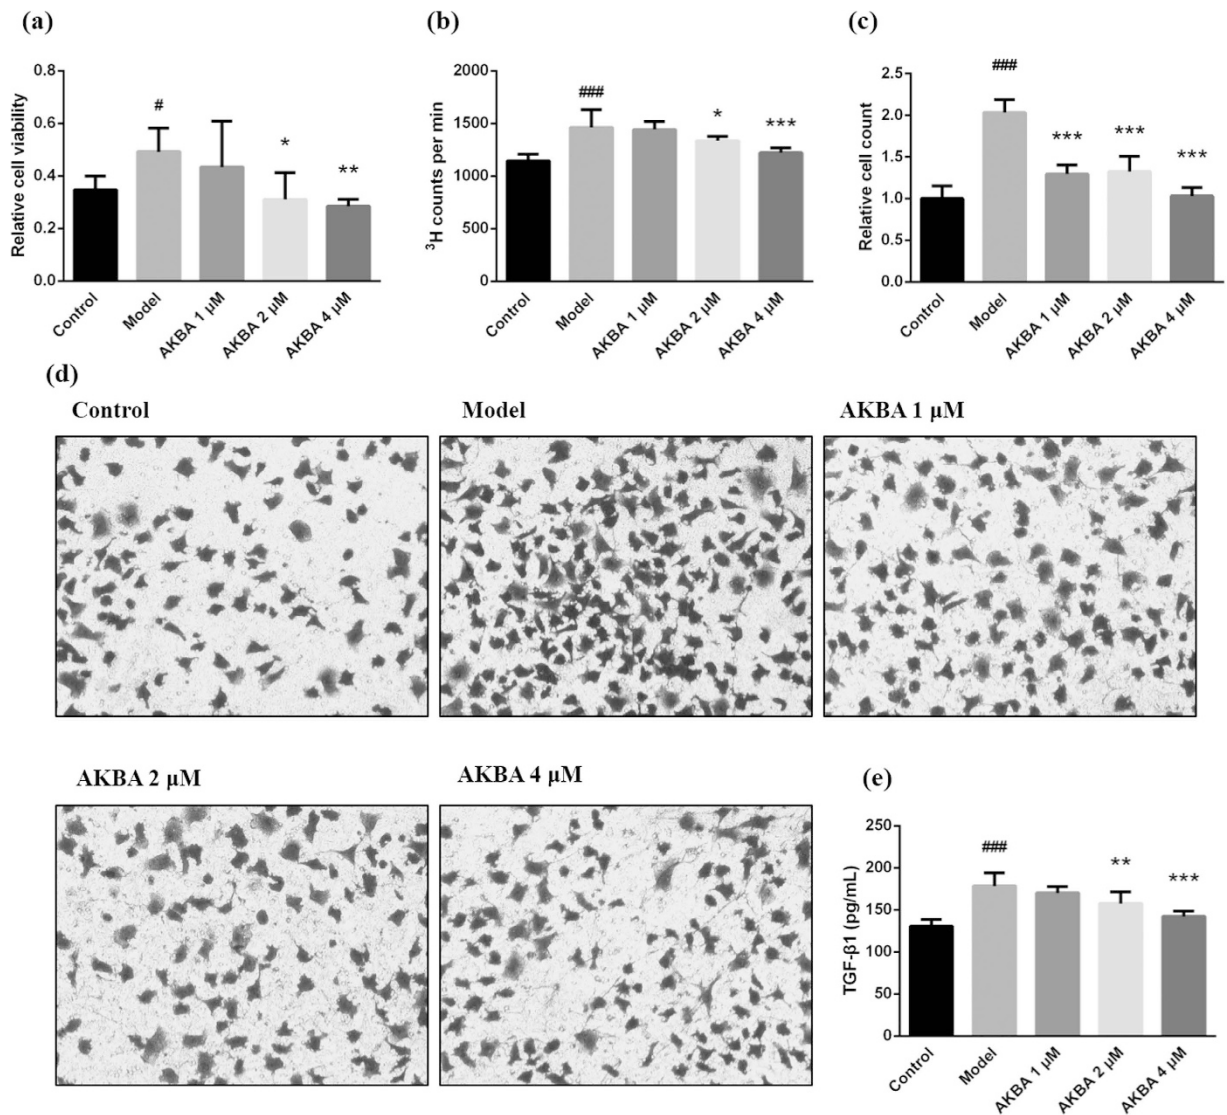 (a)
Relative cell viability
0.8
0.6
0.4
0.2
0.0
#
*
**
Control
Model
AKBA 1 µM
AKBA 2 µM
AKBA 4 µM
(b)
³H counts per min
2000
1500
1000
500
0
###
*
***
Control
Model
AKBA 1 µM
AKBA 2 µM
AKBA 4 µM
(c)
Relative cell count
2.5
2.0
1.5
1.0
0.5
0.0
###
***
***
***
Control
Model
AKBA 1 µM
AKBA 2 µM
AKBA 4 µM
(d)
Control
Model
AKBA 1 µM
AKBA 2 µM
AKBA 4 µM
(e)
TGF-β1 (pg/mL)
250
200
150
100
50
0
###
**
***
Control
Model
AKBA 1 µM
AKBA 2 µM
AKBA 4 µM